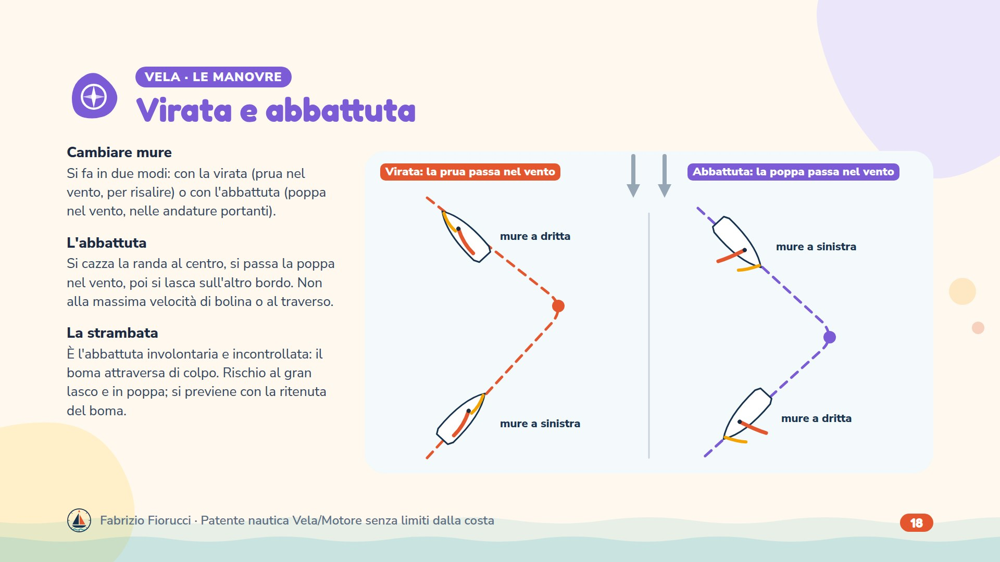 VELA · LE MANOVRE
Virata e abbattuta
Cambiare mure
Si fa in due modi: con la virata (prua nel
vento, per risalire) o con l'abbattuta (poppa
nel vento, nelle andature portanti).
L'abbattuta
Si cazza la randa al centro, si passa la poppa
nel vento, poi si lasca sull'altro bordo. Non
alla massima velocità di bolina o al traverso.
La strambata
È l'abbattuta involontaria e incontrollata: il
boma attraversa di colpo. Rischio al gran
lasco e in poppa; si previene con la ritenuta
del boma.
Virata: la prua passa nel vento
mure a dritta
mure a sinistra
Abbattuta: la poppa passa nel vento
mure a sinistra
mure a dritta
Fabrizio Fiorucci · Patente nautica Vela/Motore senza limiti dalla costa
18